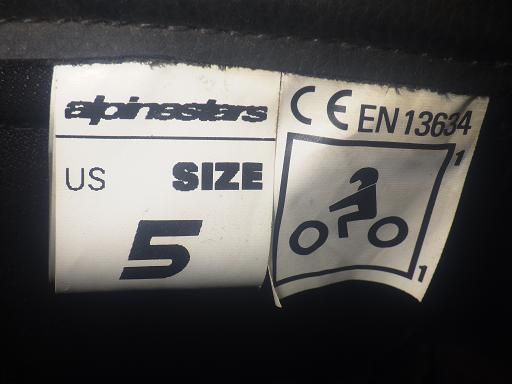 alpinestars
US SIZE
5
CE EN 13634
1
1